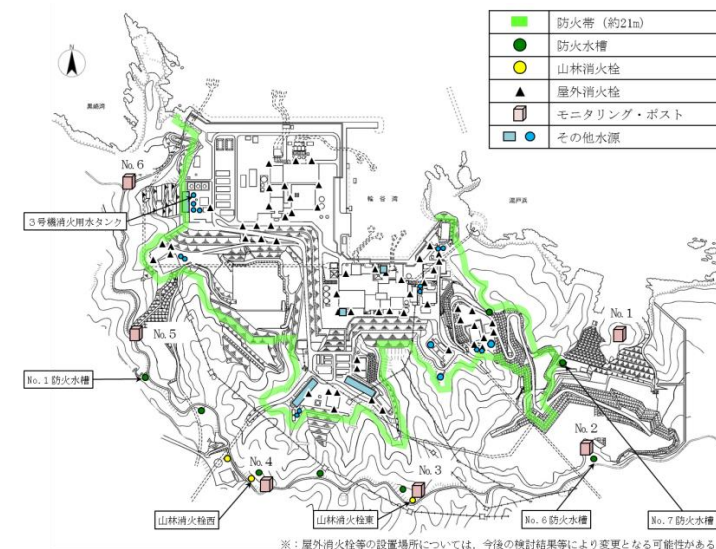 防火帯（約21m）
防火水槽
山林消火栓
屋外消火栓
モニタリング・ポスト
その他水源
N
輪谷湾
No.6
3号機消火用水タンク
No.5
No.1
No.1防火水槽
No.2
No.4
No.3
山林消火栓西
山林消火栓東
No.6防火水槽
No.7防火水槽
※：屋外消火栓等の設置場所については，今後の検討結果等により変更となる可能性がある